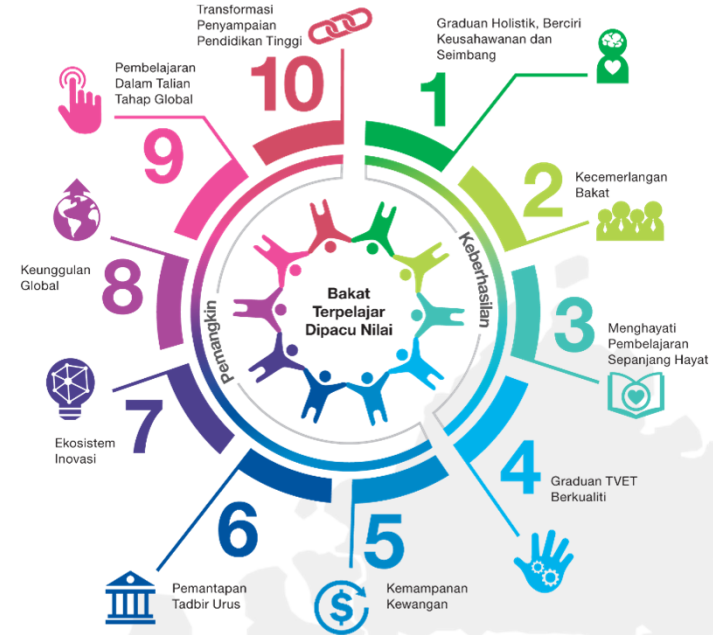 1
Graduan Holistik, Berciri
Keusahawanan dan
Seimbang
2
Kecemerlangan
Bakat
3
Menghayati
Pembelajaran
Sepanjang Hayat
4
Graduan TVET
Berkualiti
5
Kemampanan
Kewangan
$
6
Pemantapan
Tadbir Urus
7
Ekosistem
Inovasi
8
Keunggulan
Global
9
Pembelajaran
Dalam Talian
Tahap Global
10
Transformasi
Penyampaian
Pendidikan Tinggi
Bakat
Terpelajar
Dipacu Nilai
Keberhasilan
Pemangkin